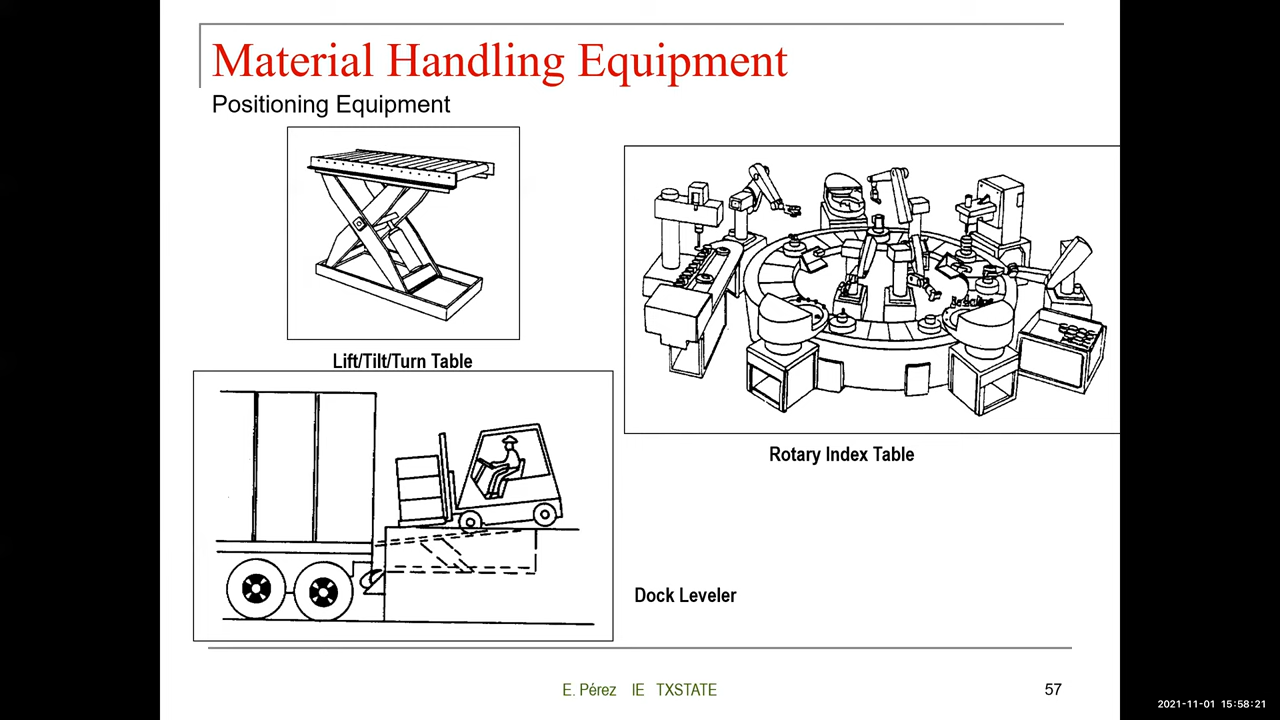 Material Handling Equipment
Positioning Equipment
Lift/Tilt/Turn Table
Rotary Index Table
Dock Leveler
E. Pérez IE TXSTATE
57
2021-11-01 15:58:21